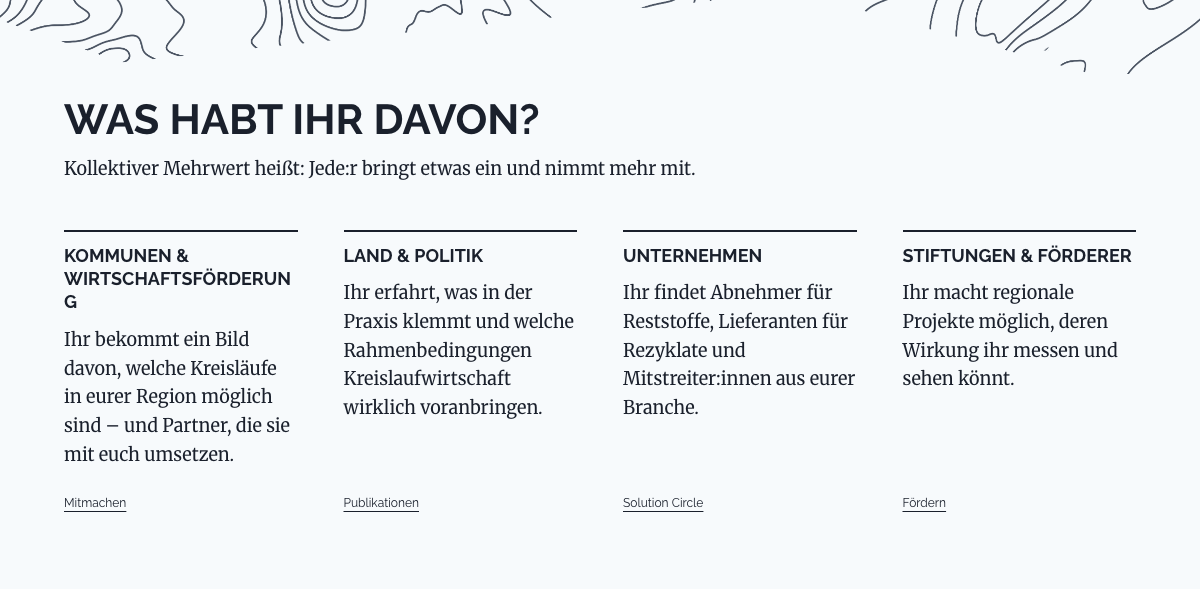 WAS HABT IHR DAVON?
Kollektiver Mehrwert heißt: Jede:r bringt etwas ein und nimmt mehr mit.
KOMMUNEN &
WIRTSCHAFTSFÖRDERUN
G
Ihr bekommt ein Bild
davon, welche Kreisläufe
in eurer Region möglich
sind – und Partner, die sie
mit euch umsetzen.
Mitmachen
LAND & POLITIK
Ihr erfahrt, was in der
Praxis klemmt und welche
Rahmenbedingungen
Kreislaufwirtschaft
wirklich voranbringen.
Publikationen
UNTERNEHMEN
Ihr findet Abnehmer für
Reststoffe, Lieferanten für
Rezyklate und
Mitstreiter:innen aus eurer
Branche.
Solution Circle
STIFTUNGEN & FÖRDERER
Ihr macht regionale
Projekte möglich, deren
Wirkung ihr messen und
sehen könnt.
Fördern